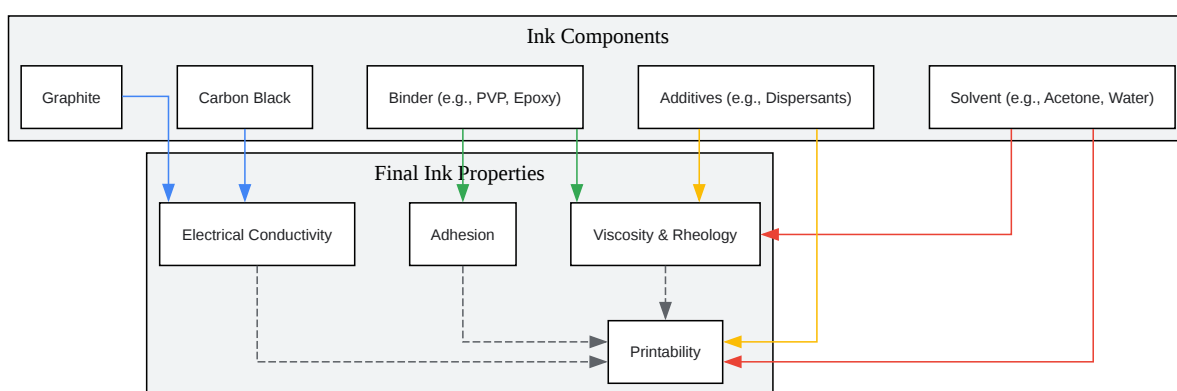 Ink Components
Graphite
Carbon Black
Binder (e.g., PVP, Epoxy)
Additives (e.g., Dispersants)
Solvent (e.g., Acetone, Water)
Final Ink Properties
Electrical Conductivity
Adhesion
Viscosity & Rheology
Printability